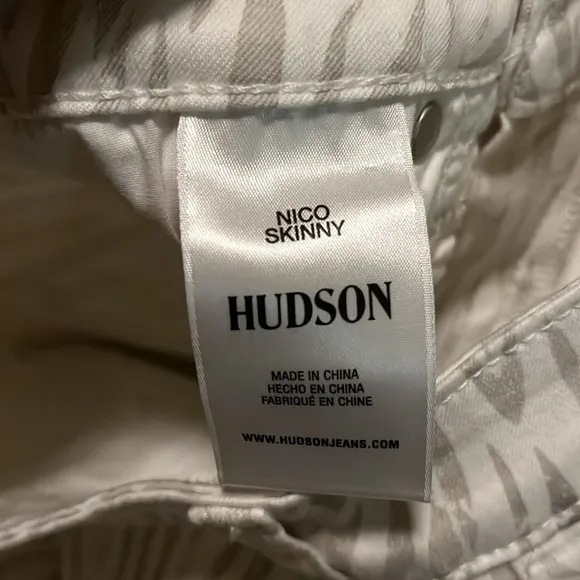 NICO
SKINNY
HUDSON
MADE IN CHINA
HECHO EN CHINA
FABRIQUÉ EN CHINE
WWW.HUDSONJEANS.COM